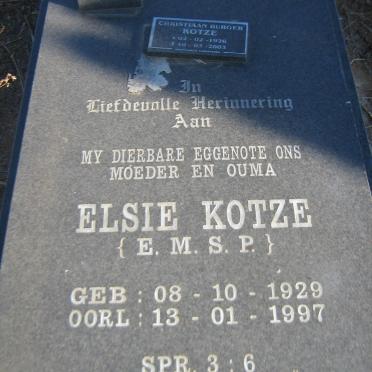 CHRISTIAAN BURGER
KOTZE
In
Liefdevolle Herinnering
Aan
MY DIERBARE EGGENOTE ONS
MOEDER EN OUMA
ELSIE KOTZE
{ E. M. S. P. }
GEB : 08 - 10 - 1929
OORL : 13 - 01 - 1997
SPR. 3 : 6